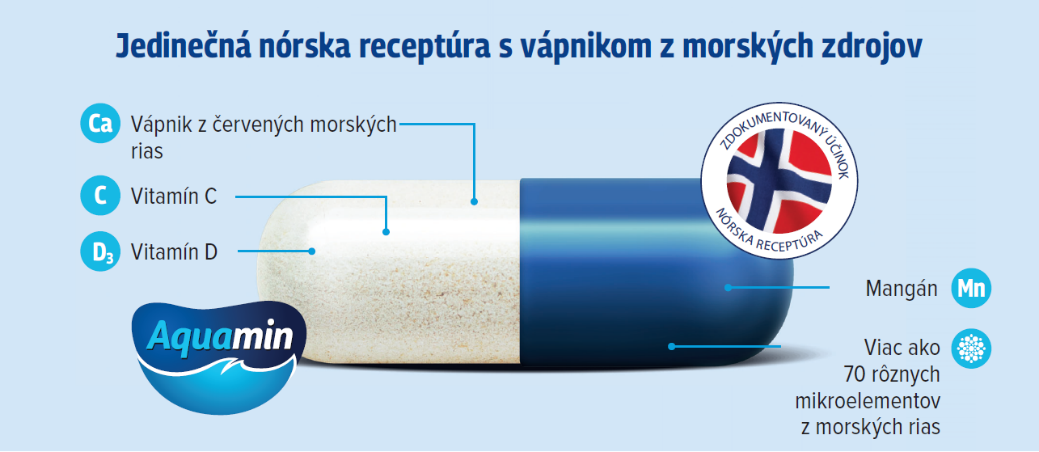 Jedinečná nórska receptúra s vápnikom z morských zdrojov
Ca
Vápnik z červených morských
rias
C
Vitamín C
D3
Vitamín D
Aquamin
ZDOKUMENTOVANÝ ÚČINOK
NÓRSKA RECEPTÚRA
Mangán
Mn
Viac ako
70 rôznych
mikroelementov
z morských rias